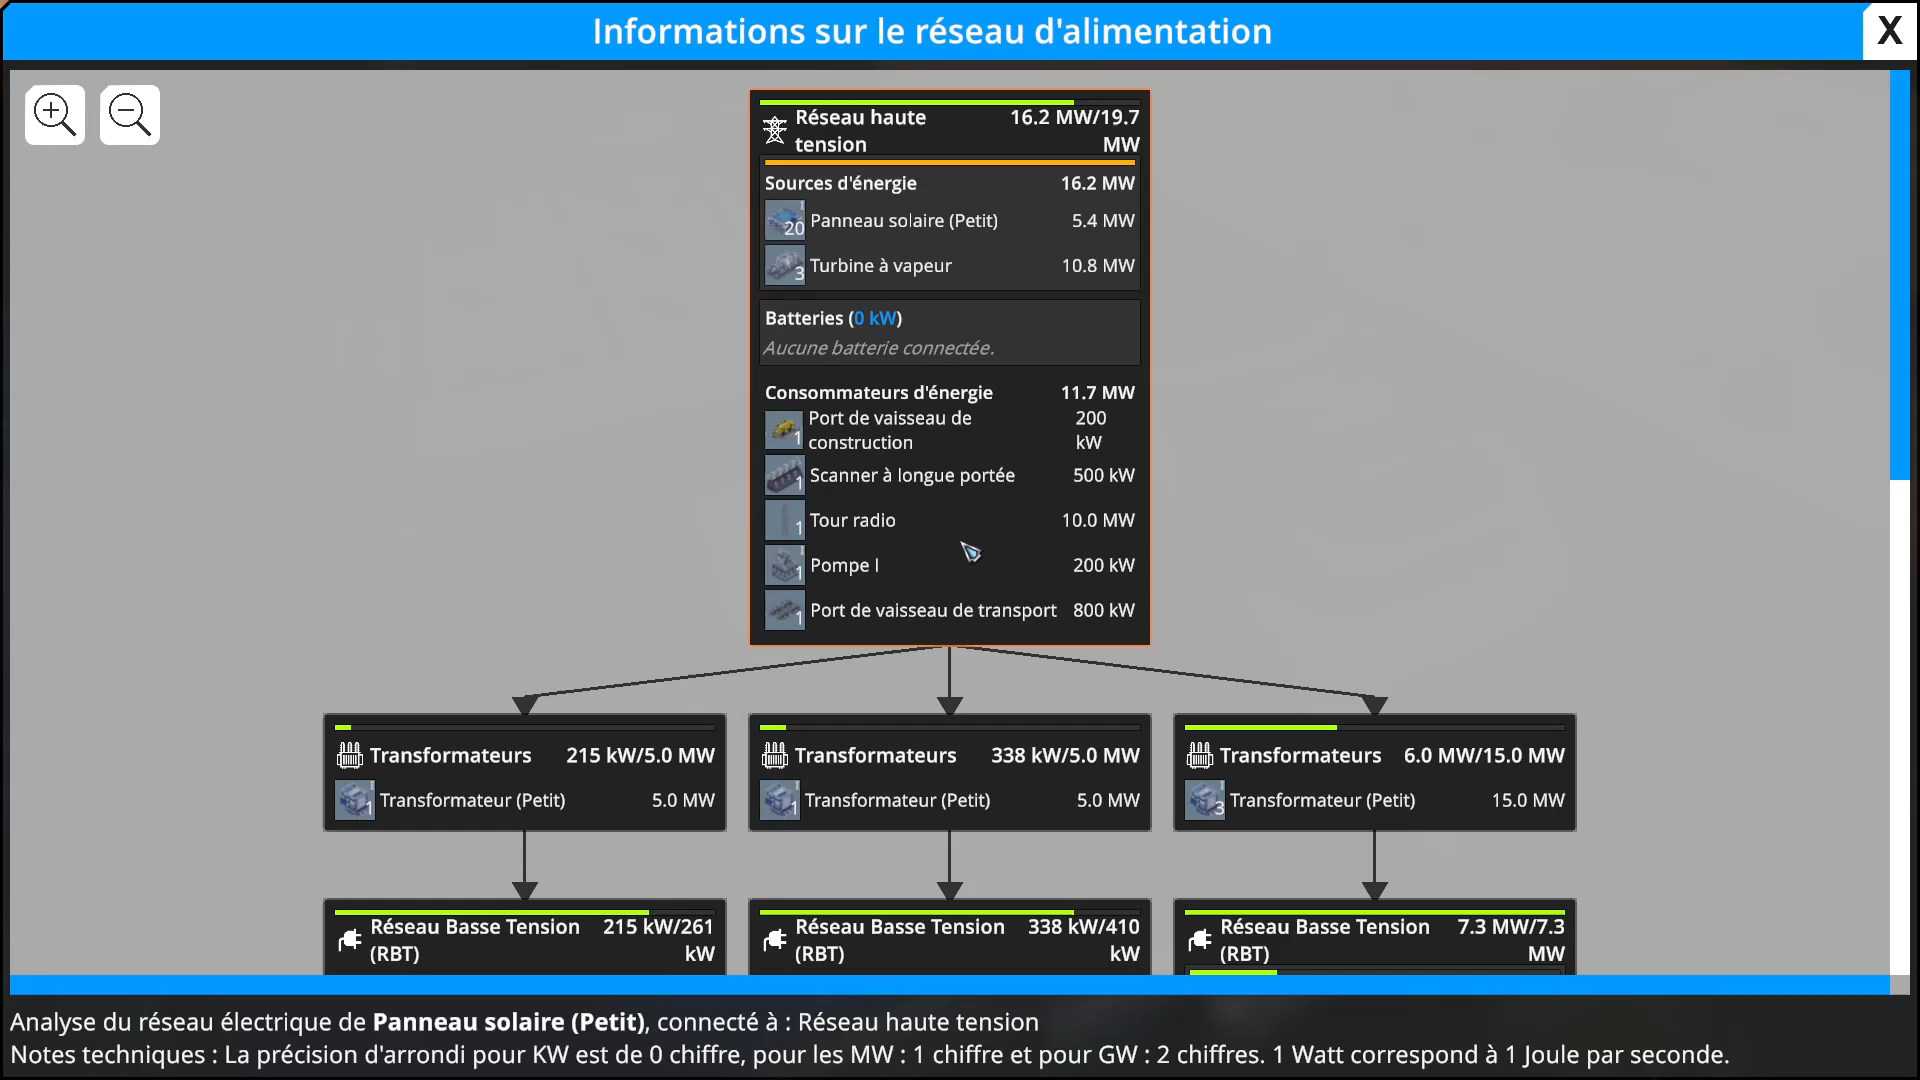 Informations sur le réseau d'alimentation
X
Réseau haute tension 16.2 MW/19.7 MW
Sources d'énergie 16.2 MW
20 Panneau solaire (Petit) 5.4 MW
3 Turbine à vapeur 10.8 MW
Batteries (0 kW)
Aucune batterie connectée.
Consommateurs d'énergie 11.7 MW
1 Port de vaisseau de construction 200 kW
1 Scanner à longue portée 500 kW
1 Tour radio 10.0 MW
1 Pompe I 200 kW
1 Port de vaisseau de transport 800 kW
Transformateurs 215 kW/5.0 MW
1 Transformateur (Petit) 5.0 MW
Transformateurs 338 kW/5.0 MW
1 Transformateur (Petit) 5.0 MW
Transformateurs 6.0 MW/15.0 MW
3 Transformateur (Petit) 15.0 MW
Réseau Basse Tension (RBT) 215 kW/261 kW
Réseau Basse Tension (RBT) 338 kW/410 kW
Réseau Basse Tension (RBT) 7.3 MW/7.3 MW
Analyse du réseau électrique de Panneau solaire (Petit), connecté à : Réseau haute tension
Notes techniques : La précision d'arrondi pour KW est de 0 chiffre, pour les MW : 1 chiffre et pour GW : 2 chiffres. 1 Watt correspond à 1 Joule par seconde.